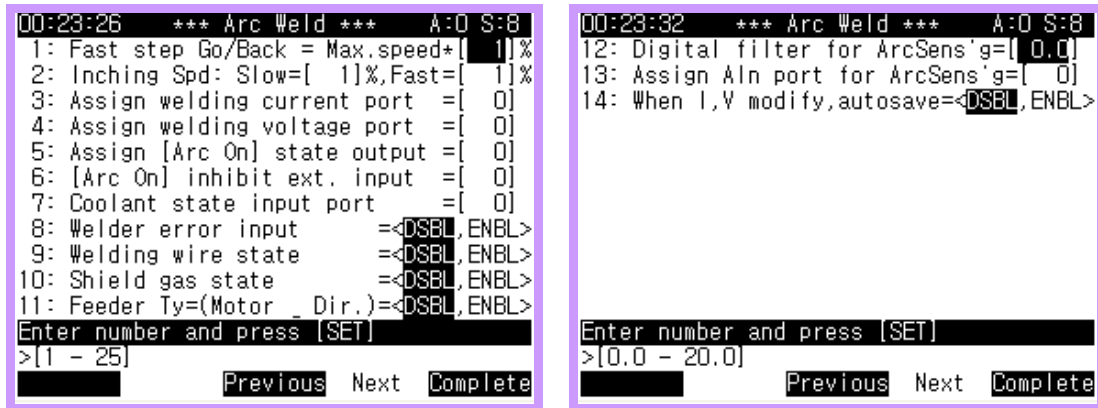 00:23:26 *** Arc Weld *** A:0 S:8
1: Fast step Go/Back = Max.speed*[ 1]%
2: Inching Spd: Slow=[ 1]%,Fast=[ 1]%
3: Assign welding current port =[ 0]
4: Assign welding voltage port =[ 0]
5: Assign [Arc On] state output =[ 0]
6: [Arc On] inhibit ext. input =[ 0]
7: Coolant state input port =[ 0]
8: Welder error input =<DSBL,ENBL>
9: Welding wire state =<DSBL,ENBL>
10: Shield gas state =<DSBL,ENBL>
11: Feeder Ty=(Motor _ Dir.)=<DSBL,ENBL>
Enter number and press [SET]
>[1 - 25]
Previous Next Complete
00:23:32 *** Arc Weld *** A:0 S:8
12: Digital filter for ArcSens'g=[ 0.0]
13: Assign AIn port for ArcSens'g=[ 0]
14: When I,V modify,autosave=<DSBL,ENBL>
Enter number and press [SET]
>[0.0 - 20.0]
Previous Next Complete